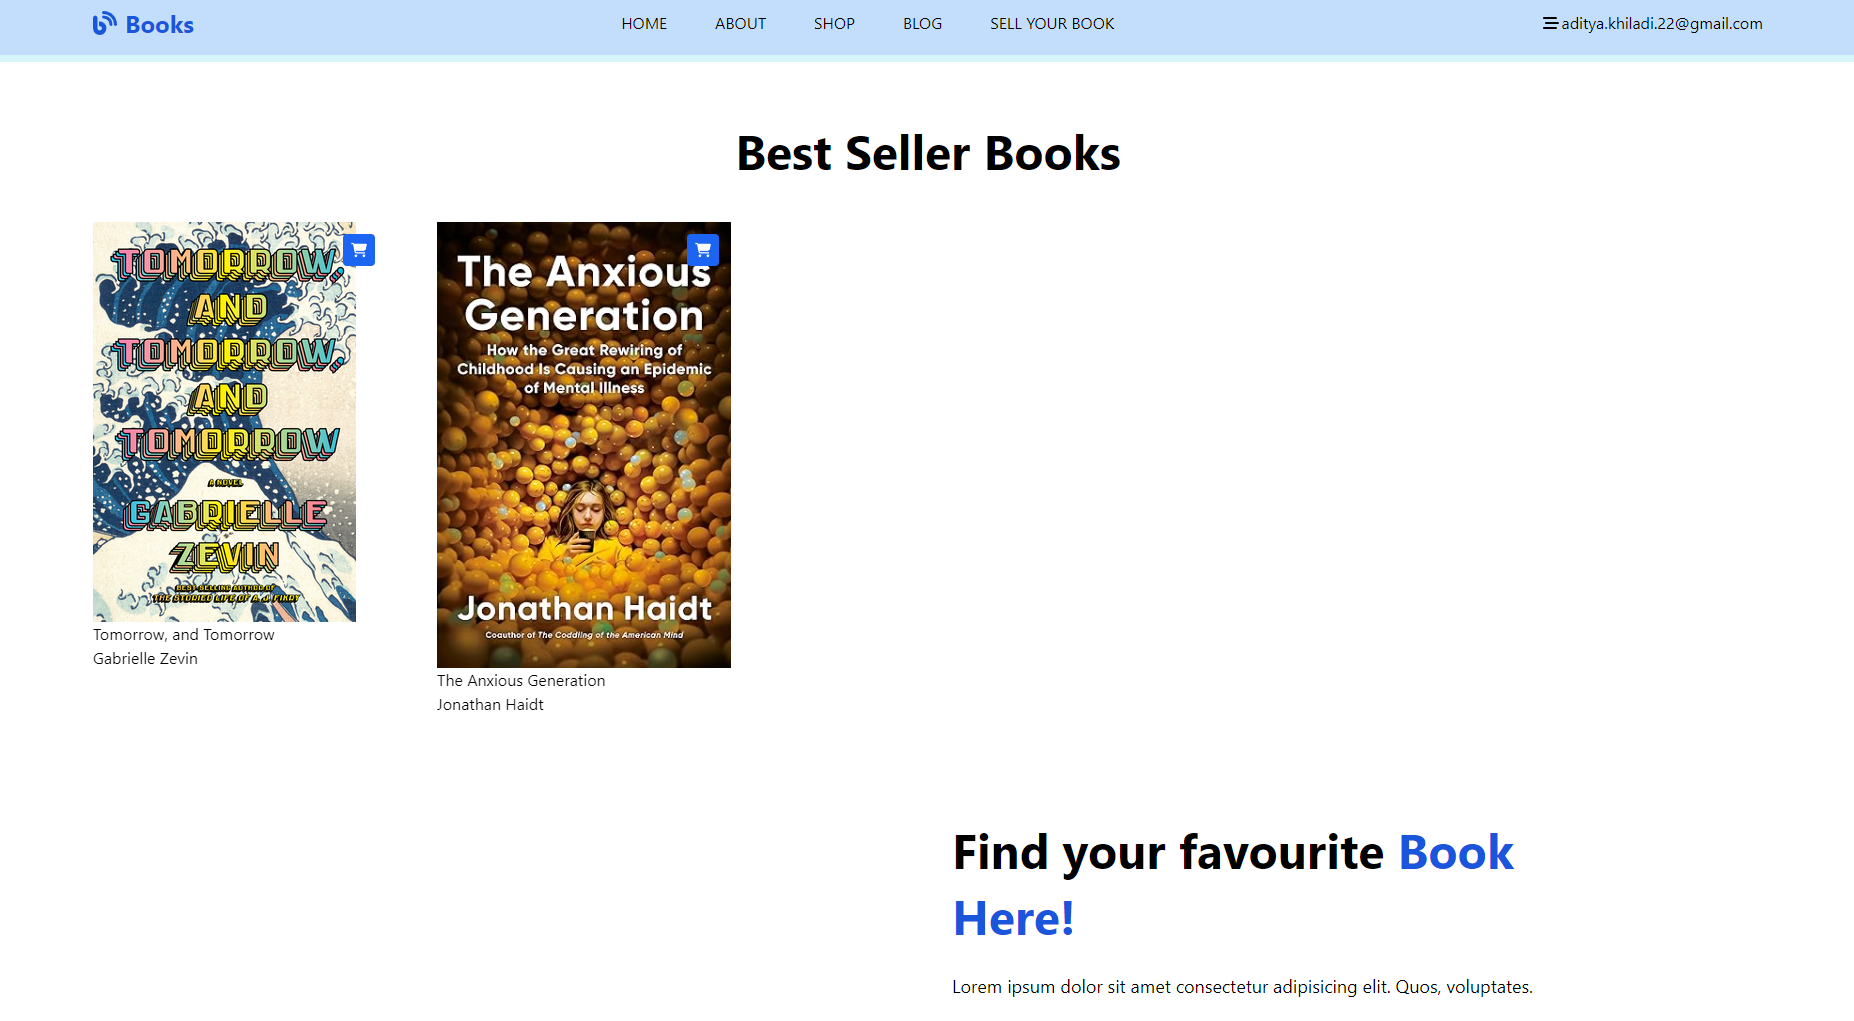 Books
HOME ABOUT SHOP BLOG SELL YOUR BOOK
aditya.khiladi.22@gmail.com
Best Seller Books
TOMORROW,
AND
TOMORROW,
AND
TOMORROW
A NOVEL
GABRIELLE
ZEVIN
BEST-SELLING AUTHOR OF
THE STORIED LIFE OF A. J. FIKRY
Tomorrow, and Tomorrow
Gabrielle Zevin
The Anxious
Generation
How the Great Rewiring of
Childhood Is Causing an Epidemic
of Mental Illness
Jonathan Haidt
Coauthor of The Coddling of the American Mind
The Anxious Generation
Jonathan Haidt
Find your favourite Book
Here!
Lorem ipsum dolor sit amet consectetur adipisicing elit. Quos, voluptates.